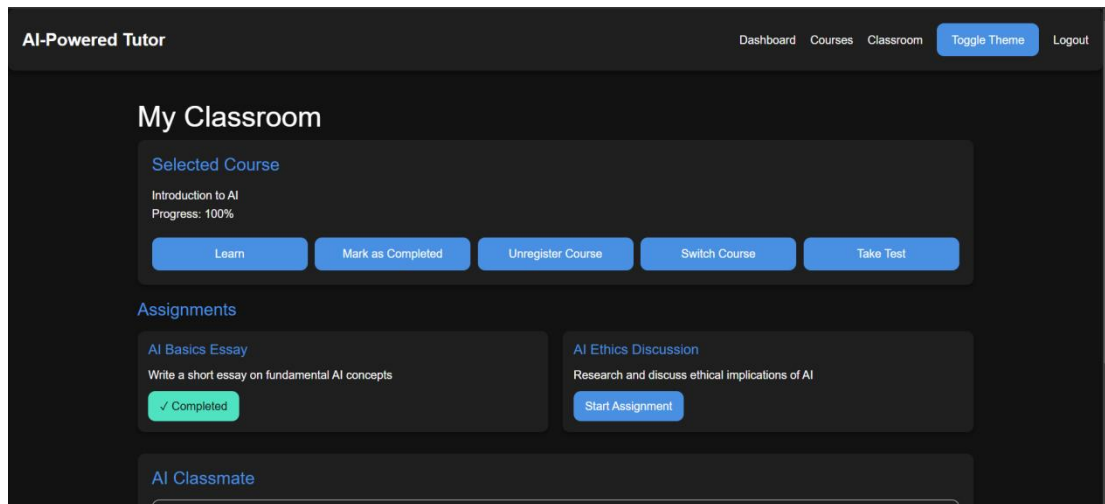 AI-Powered Tutor
Dashboard Courses Classroom Toggle Theme Logout
My Classroom
Selected Course
Introduction to AI
Progress: 100%
Learn Mark as Completed Unregister Course Switch Course Take Test
Assignments
AI Basics Essay
Write a short essay on fundamental AI concepts
✓ Completed
AI Ethics Discussion
Research and discuss ethical implications of AI
Start Assignment
AI Classmate